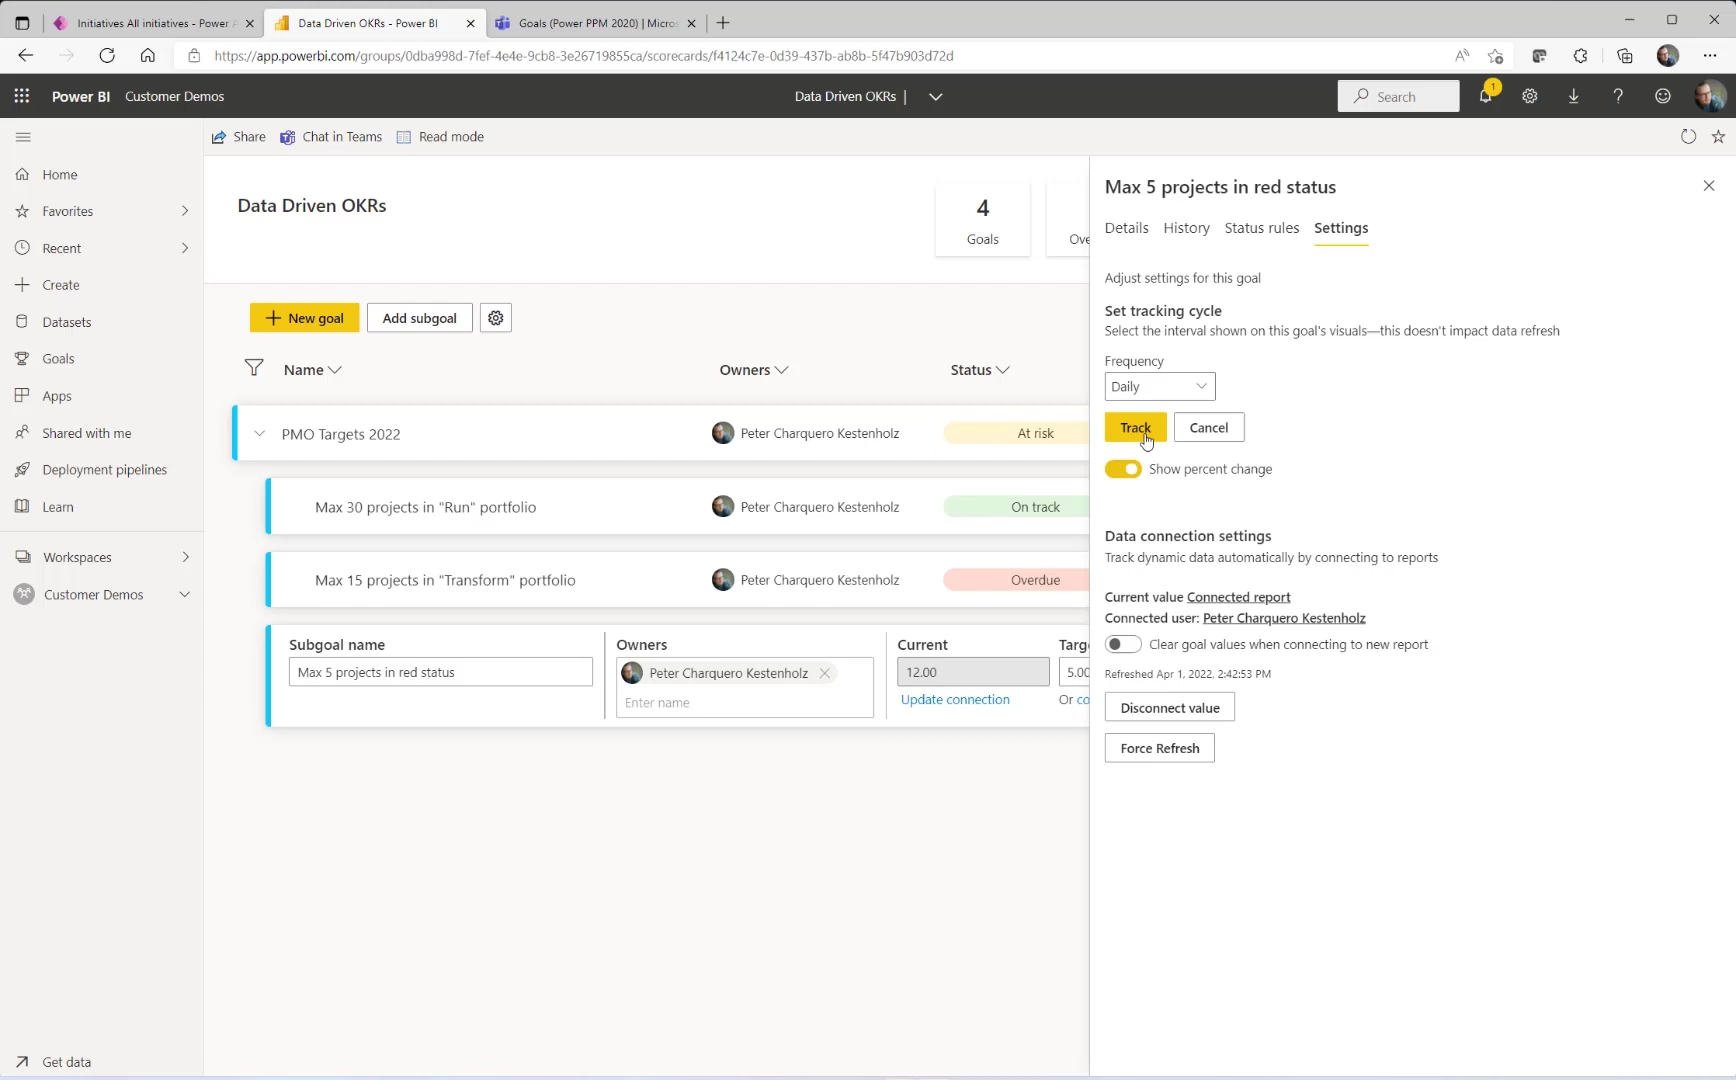 Initiatives All initiatives - Power A
Data Driven OKRs - Power BI
Goals (Power PPM 2020) | Micros
https://app.powerbi.com/groups/0dba998d-7fef-4e4e-9cb8-3e26719855ca/scorecards/f4124c7e-0d39-437b-ab8b-5f47b903d72d
Power BI Customer Demos
Data Driven OKRs |
Search
1
Share Chat in Teams Read mode
Home
Favorites
Recent
Create
Datasets
Goals
Apps
Shared with me
Deployment pipelines
Learn
Workspaces
Customer Demos
Get data
Data Driven OKRs
4
Goals
Ove
New goal Add subgoal
Name Owners Status
PMO Targets 2022 Peter Charquero Kestenholz At risk
Max 30 projects in "Run" portfolio Peter Charquero Kestenholz On track
Max 15 projects in "Transform" portfolio Peter Charquero Kestenholz Overdue
Subgoal name Owners Current Targ
Max 5 projects in red status Peter Charquero Kestenholz 12.00 5.00
Enter name Update connection Or co
Max 5 projects in red status
Details History Status rules Settings
Adjust settings for this goal
Set tracking cycle
Select the interval shown on this goal's visuals—this doesn't impact data refresh
Frequency
Daily
Track Cancel
Show percent change
Data connection settings
Track dynamic data automatically by connecting to reports
Current value Connected report
Connected user: Peter Charquero Kestenholz
Clear goal values when connecting to new report
Refreshed Apr 1, 2022, 2:42:53 PM
Disconnect value
Force Refresh